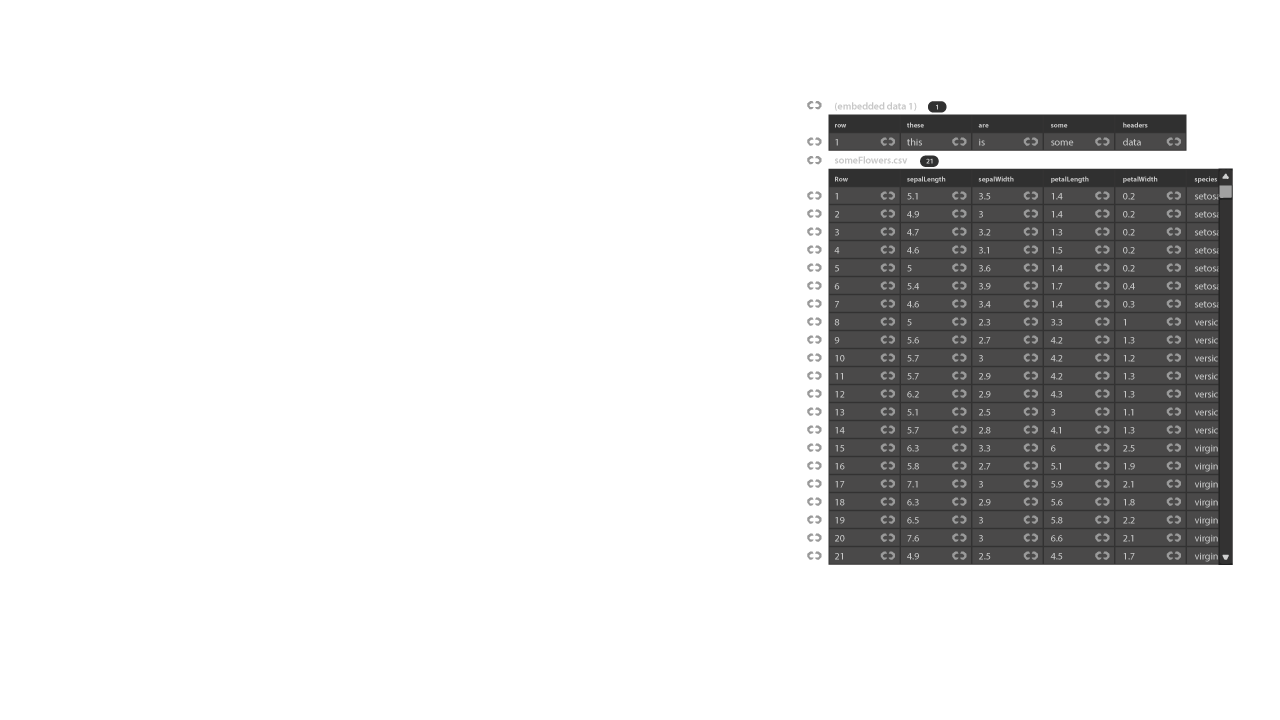 (embedded data 1) 1
row these are some headers
1 this is some data
someFlowers.csv 21
Row sepalLength sepalWidth petalLength petalWidth species
1 5.1 3.5 1.4 0.2 setosa
2 4.9 3 1.4 0.2 setosa
3 4.7 3.2 1.3 0.2 setosa
4 4.6 3.1 1.5 0.2 setosa
5 5 3.6 1.4 0.2 setosa
6 5.4 3.9 1.7 0.4 setosa
7 4.6 3.4 1.4 0.3 setosa
8 5 2.3 3.3 1 versic
9 5.6 2.7 4.2 1.3 versic
10 5.7 3 4.2 1.2 versic
11 5.7 2.9 4.2 1.3 versic
12 6.2 2.9 4.3 1.3 versic
13 5.1 2.5 3 1.1 versic
14 5.7 2.8 4.1 1.3 versic
15 6.3 3.3 6 2.5 virgin
16 5.8 2.7 5.1 1.9 virgin
17 7.1 3 5.9 2.1 virgin
18 6.3 2.9 5.6 1.8 virgin
19 6.5 3 5.8 2.2 virgin
20 7.6 3 6.6 2.1 virgin
21 4.9 2.5 4.5 1.7 virgin